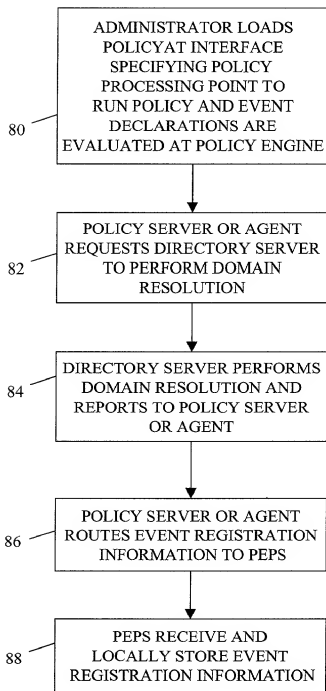 ADMINISTRATOR LOADS
POLICYAT INTERFACE
SPECIFYING POLICY
PROCESSING POINT TO
RUN POLICY AND EVENT
DECLARATIONS ARE
EVALUATED AT POLICY ENGINE
80
POLICY SERVER OR AGENT
REQUESTS DIRECTORY SERVER
TO PERFORM DOMAIN
RESOLUTION
82
DIRECTORY SERVER PERFORMS
DOMAIN RESOLUTION AND
REPORTS TO POLICY SERVER
OR AGENT
84
POLICY SERVER OR AGENT
ROUTES EVENT REGISTRATION
INFORMATION TO PEPS
86
PEPS RECEIVE AND
LOCALLY STORE EVENT
REGISTRATION INFORMATION
88